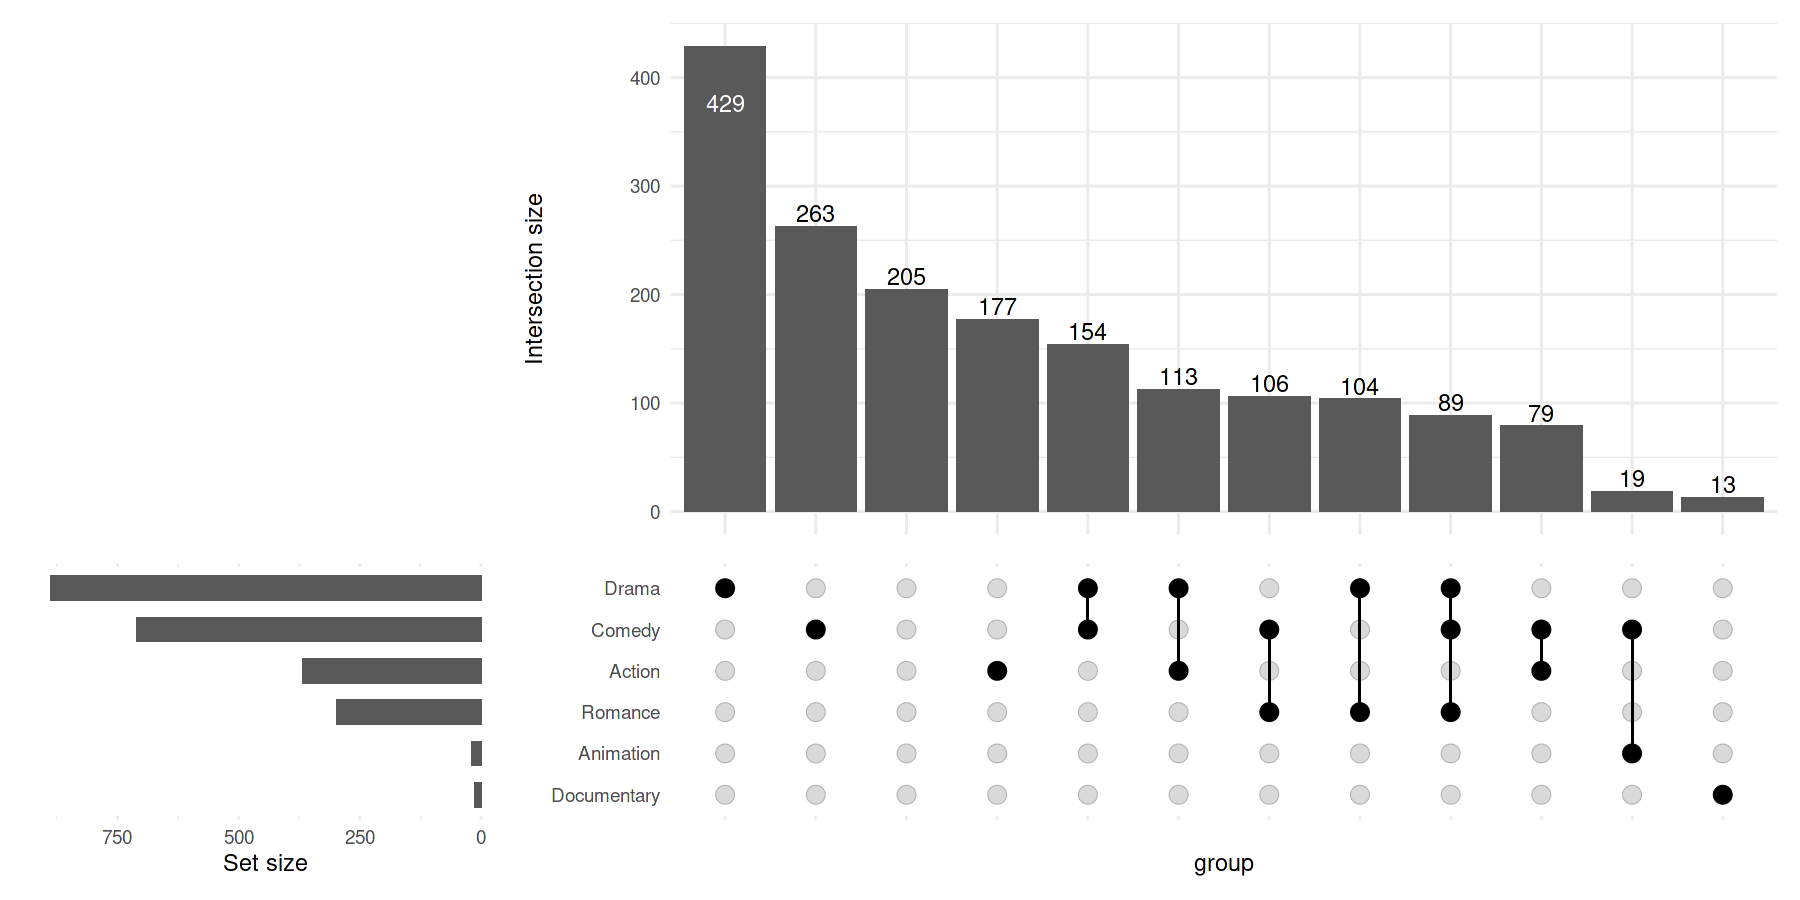 Intersection size
400
300
200
100
0
429
263
205
177
154
113
106
104
89
79
19
13
Drama
Comedy
Action
Romance
Animation
Documentary
750 500 250 0
Set size
group